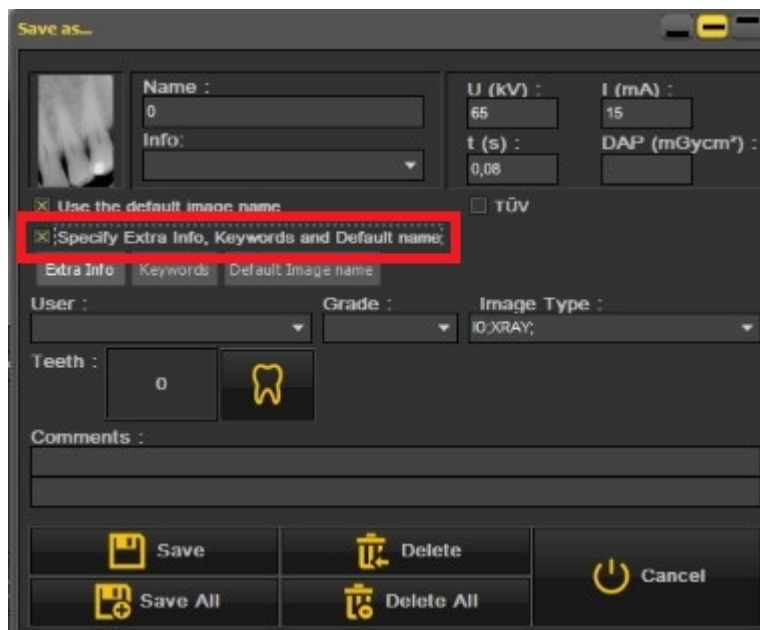 Save as...
Name :
0
Info:
U (kV) :
65
I (mA) :
15
t (s) :
0,08
DAP (mGycm²) :
Use the default image name
TÜV
Specify Extra Info, Keywords and Default name
Extra Info Keywords Default Image name
User :
Grade :
Image Type :
IO;XRAY;
Teeth :
0
Comments :
Save
Delete
Cancel
Save All
Delete All